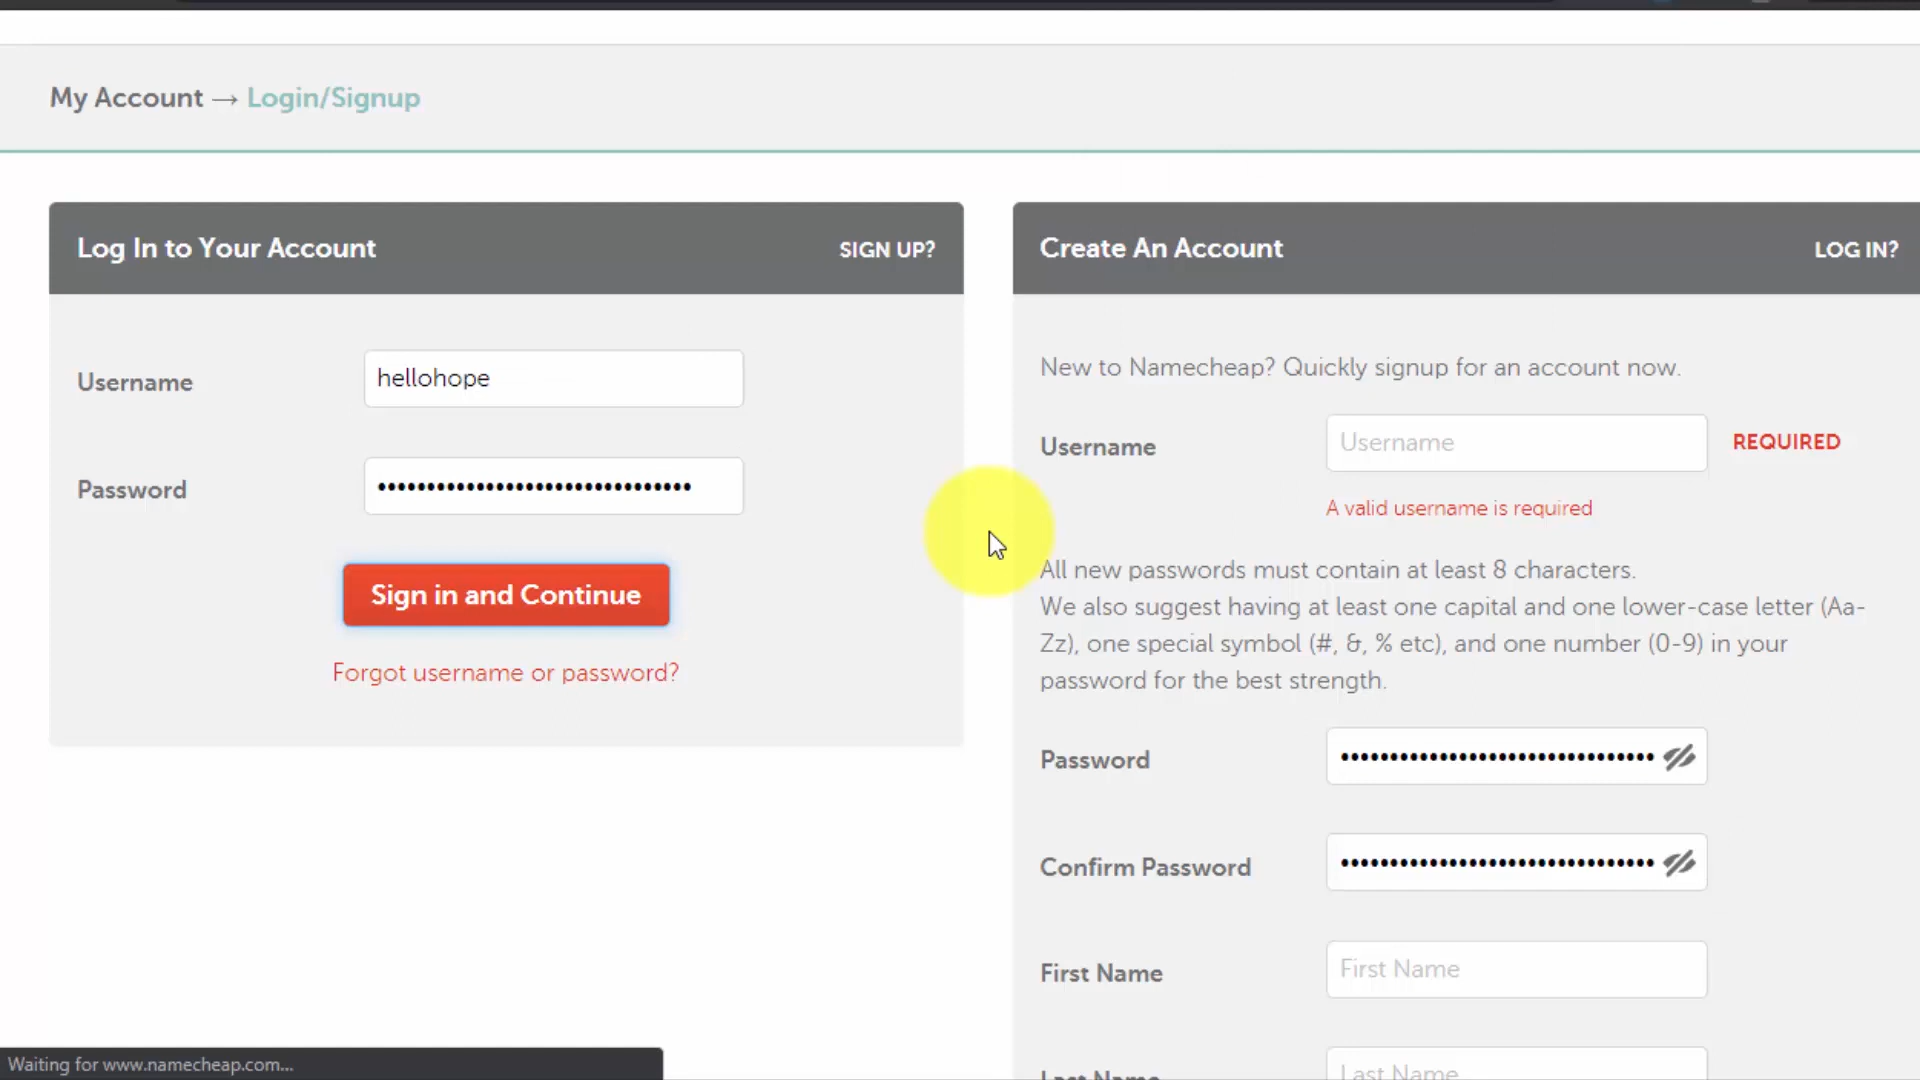 My Account → Login/Signup
Log In to Your Account
SIGN UP?
Username
hellohope
Password
••••••••••••••••••••••••••••••••
Sign in and Continue
Forgot username or password?
Create An Account
LOG IN?
New to Namecheap? Quickly signup for an account now.
Username
Username
REQUIRED
A valid username is required
All new passwords must contain at least 8 characters.
We also suggest having at least one capital and one lower-case letter (Aa-
Zz), one special symbol (#, &, % etc), and one number (0-9) in your
password for the best strength.
Password
••••••••••••••••••••••••••••••••
Confirm Password
••••••••••••••••••••••••••••••••
First Name
First Name
Last Name
Last Name
Waiting for www.namecheap.com...